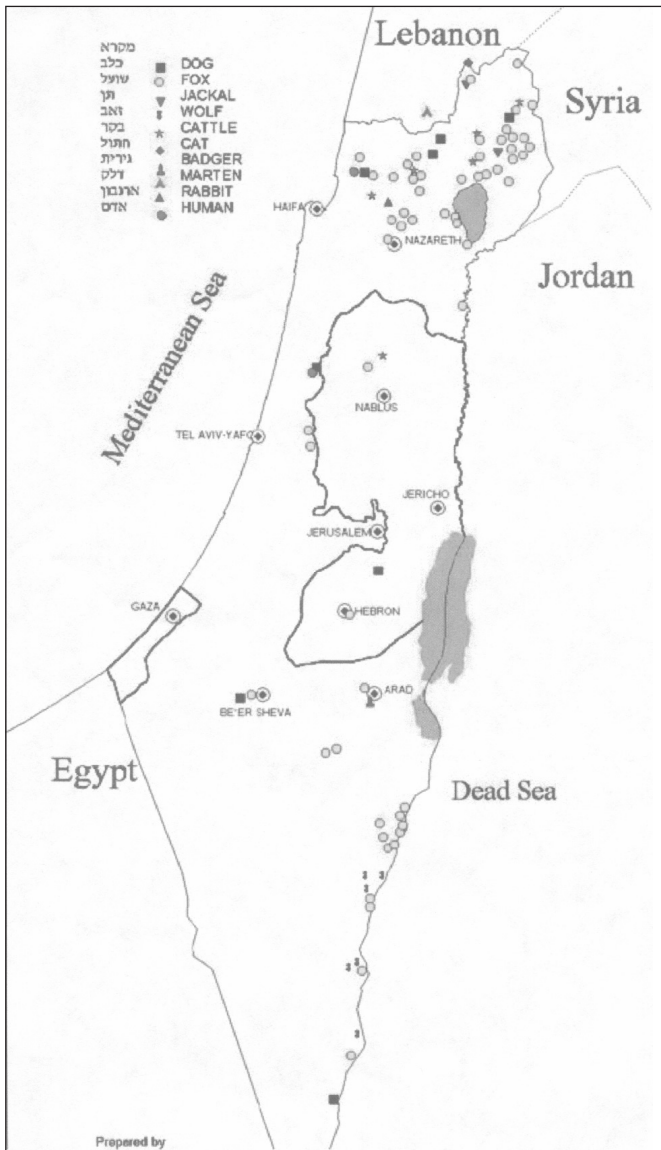 Lebanon
Syria
Jordan
Mediterranean Sea
Egypt
Dead Sea
מקרא
כלב DOG
שועל FOX
תן JACKAL
זאב WOLF
בקר CATTLE
חתול CAT
גירית BADGER
דלק MARTEN
ארנבון RABBIT
אדם HUMAN
HAIFA
NAZARETH
NABLUS
TEL AVIV-YAFO
JERICHO
JERUSALEM
GAZA
HEBRON
ARAD
BE'ER SHEVA
Prepared by